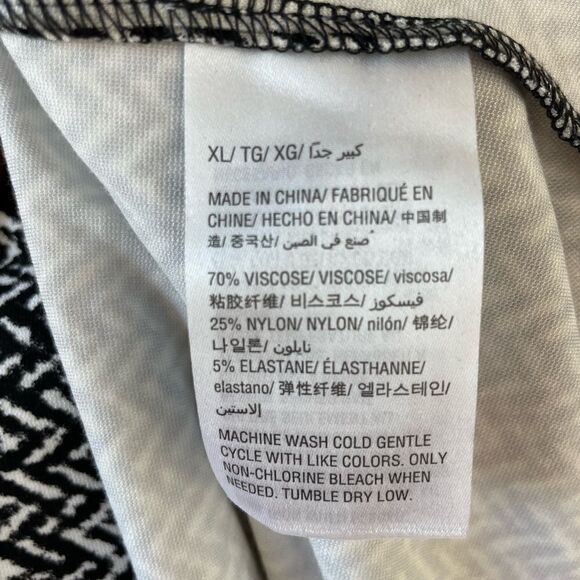 XL/ TG/ XG/ كبير جدًا
MADE IN CHINA/ FABRIQUÉ EN
CHINE/ HECHO EN CHINA/ 中国制
造/ 중국산/ صنع في الصين/
70% VISCOSE/ VISCOSE/ viscosa/
粘胶纤维/ 비스코스/ فيسكوز
25% NYLON/ NYLON/ nilón/ 锦纶/
나일론/ نايلون
5% ELASTANE/ ÉLASTHANNE/
elastano/ 弹性纤维/ 엘라스테인/
الاستين
MACHINE WASH COLD GENTLE
CYCLE WITH LIKE COLORS. ONLY
NON-CHLORINE BLEACH WHEN
NEEDED. TUMBLE DRY LOW.